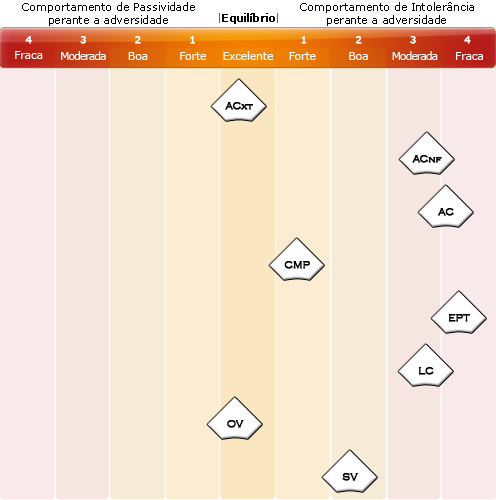 Comportamento de Passividade
perante a adversidade
|Equilíbrio|
Comportamento de Intolerância
perante a adversidade
4 3 2 1 1 2 3 4
Fraca Moderada Boa Forte Excelente Forte Boa Moderada Fraca
ACXT
ACNF
AC
CMP
EPT
LC
OV
SV